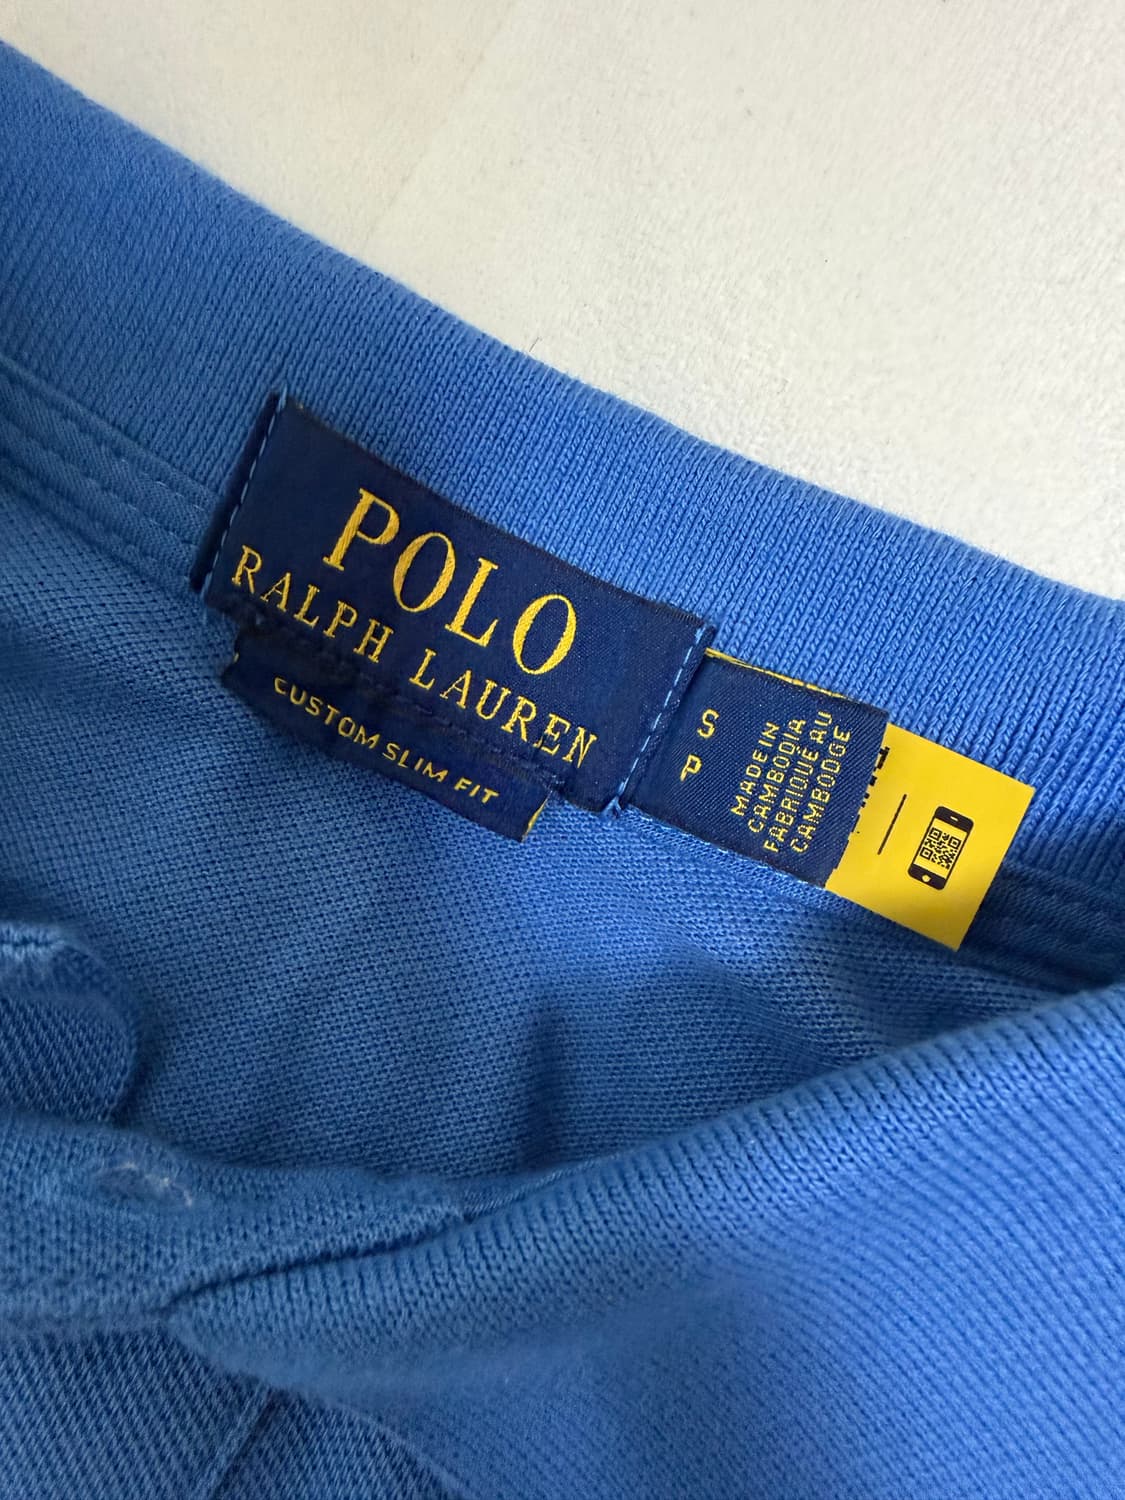 POLO
RALPH LAUREN
CUSTOM SLIM FIT
S
P
MADE IN
CAMBODIA
FABRIQUÉ AU
CAMBODGE